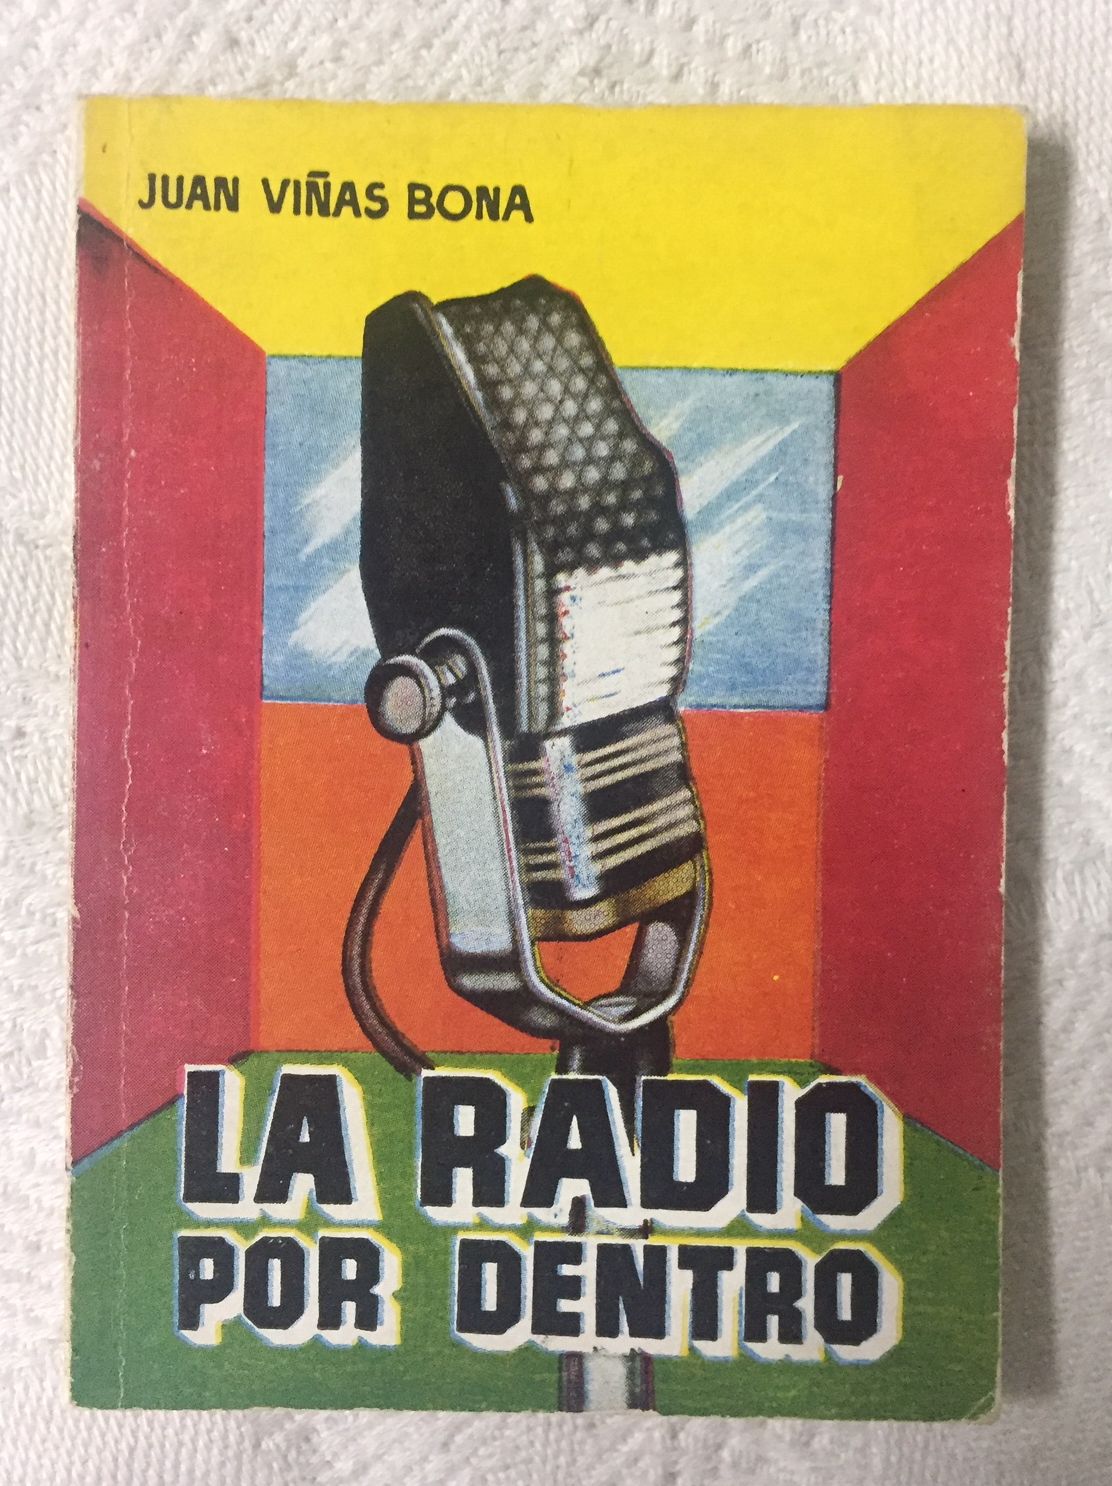 JUAN VIÑAS BONA
LA RADIO
POR DENTRO